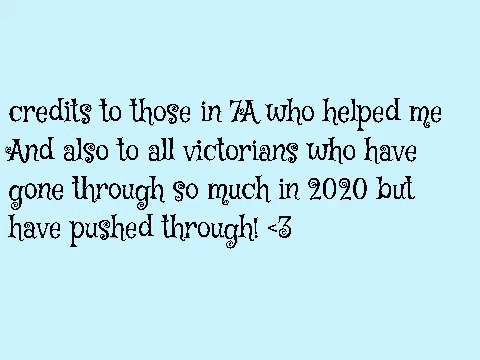 credits to those in 7A who helped me
And also to all victorians who have
gone through so much in 2020 but
have pushed through! <3